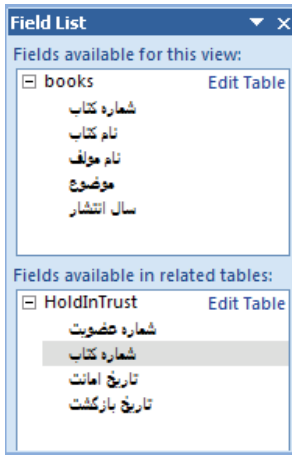 Field List
Fields available for this view:
books Edit Table
شماره کتاب
نام کتاب
نام مولف
موضوع
سال انتشار
Fields available in related tables:
HoldInTrust Edit Table
شماره عضویت
شماره کتاب
تاریخ امانت
تاریخ بازگشت